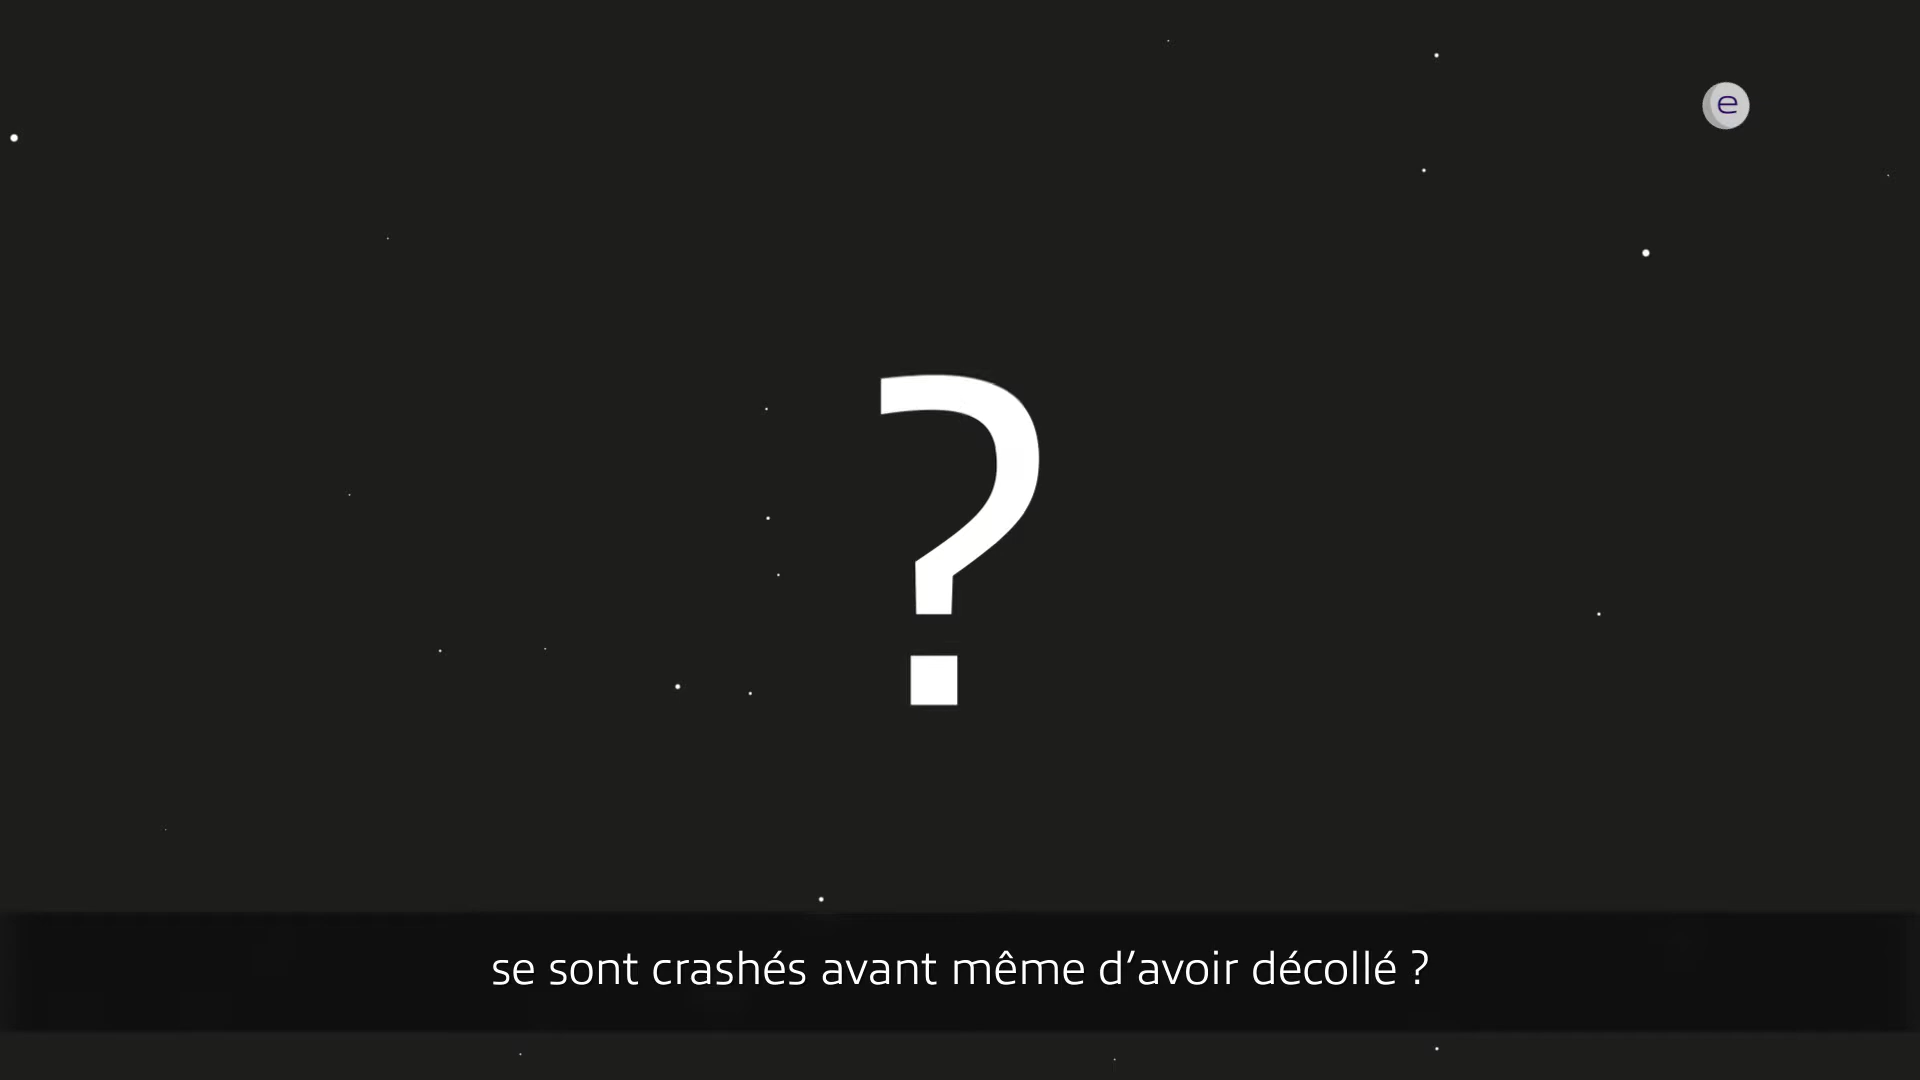 e
?
se sont crashés avant même d’avoir décollé ?